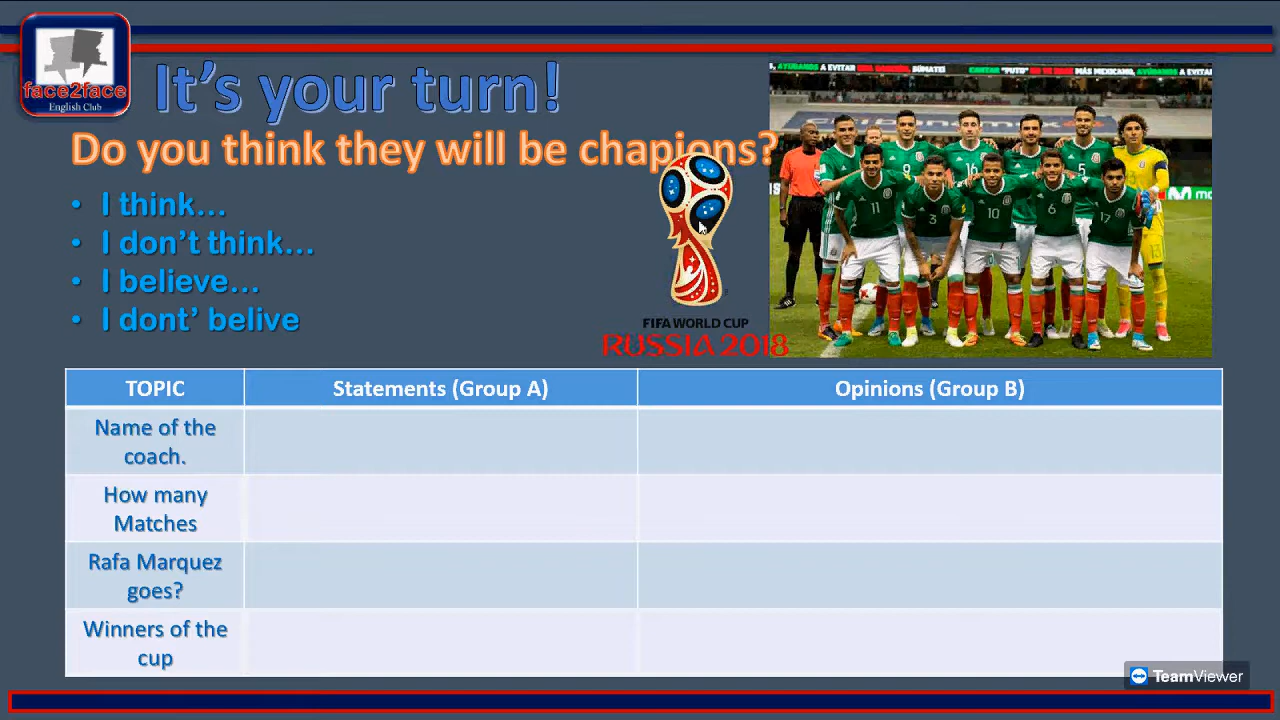 face2face
English Club
It's your turn!
Do you think they will be chapions?
• I think...
• I don't think...
• I believe...
• I dont' belive
FIFA WORLD CUP
RUSSIA 2018
TOPIC
Statements (Group A)
Opinions (Group B)
Name of the
coach.
How many
Matches
Rafa Marquez
goes?
Winners of the
cup
TeamViewer